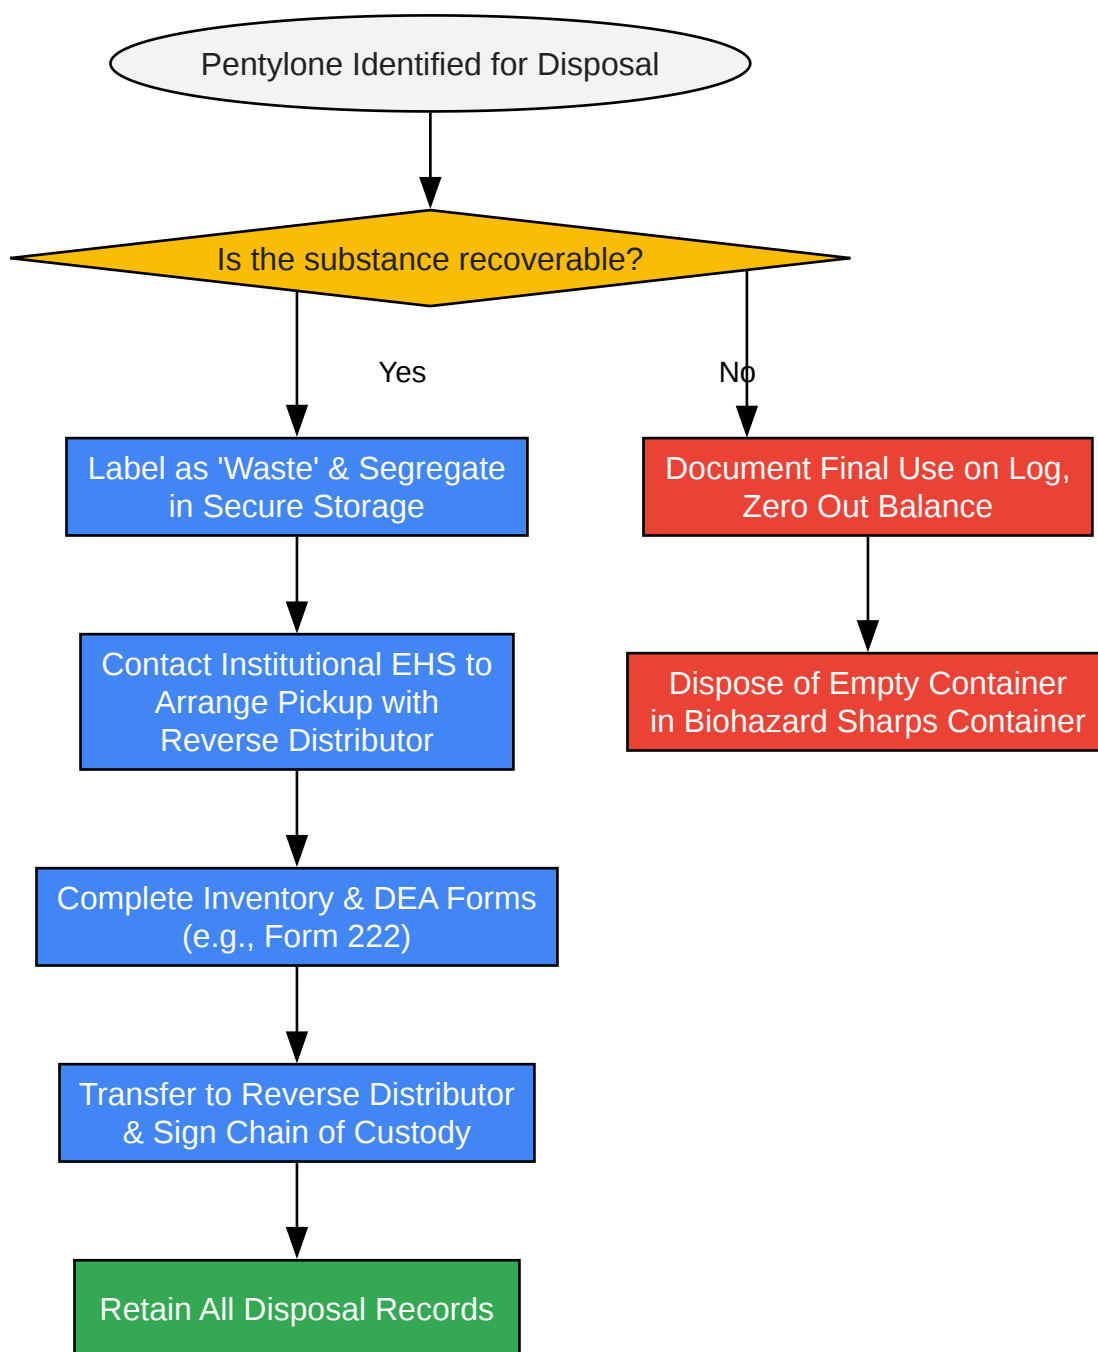 Pentylone Identified for Disposal
Is the substance recoverable?
Yes
No
Label as 'Waste' & Segregate
in Secure Storage
Document Final Use on Log,
Zero Out Balance
Contact Institutional EHS to
Arrange Pickup with
Reverse Distributor
Dispose of Empty Container
in Biohazard Sharps Container
Complete Inventory & DEA Forms
(e.g., Form 222)
Transfer to Reverse Distributor
& Sign Chain of Custody
Retain All Disposal Records